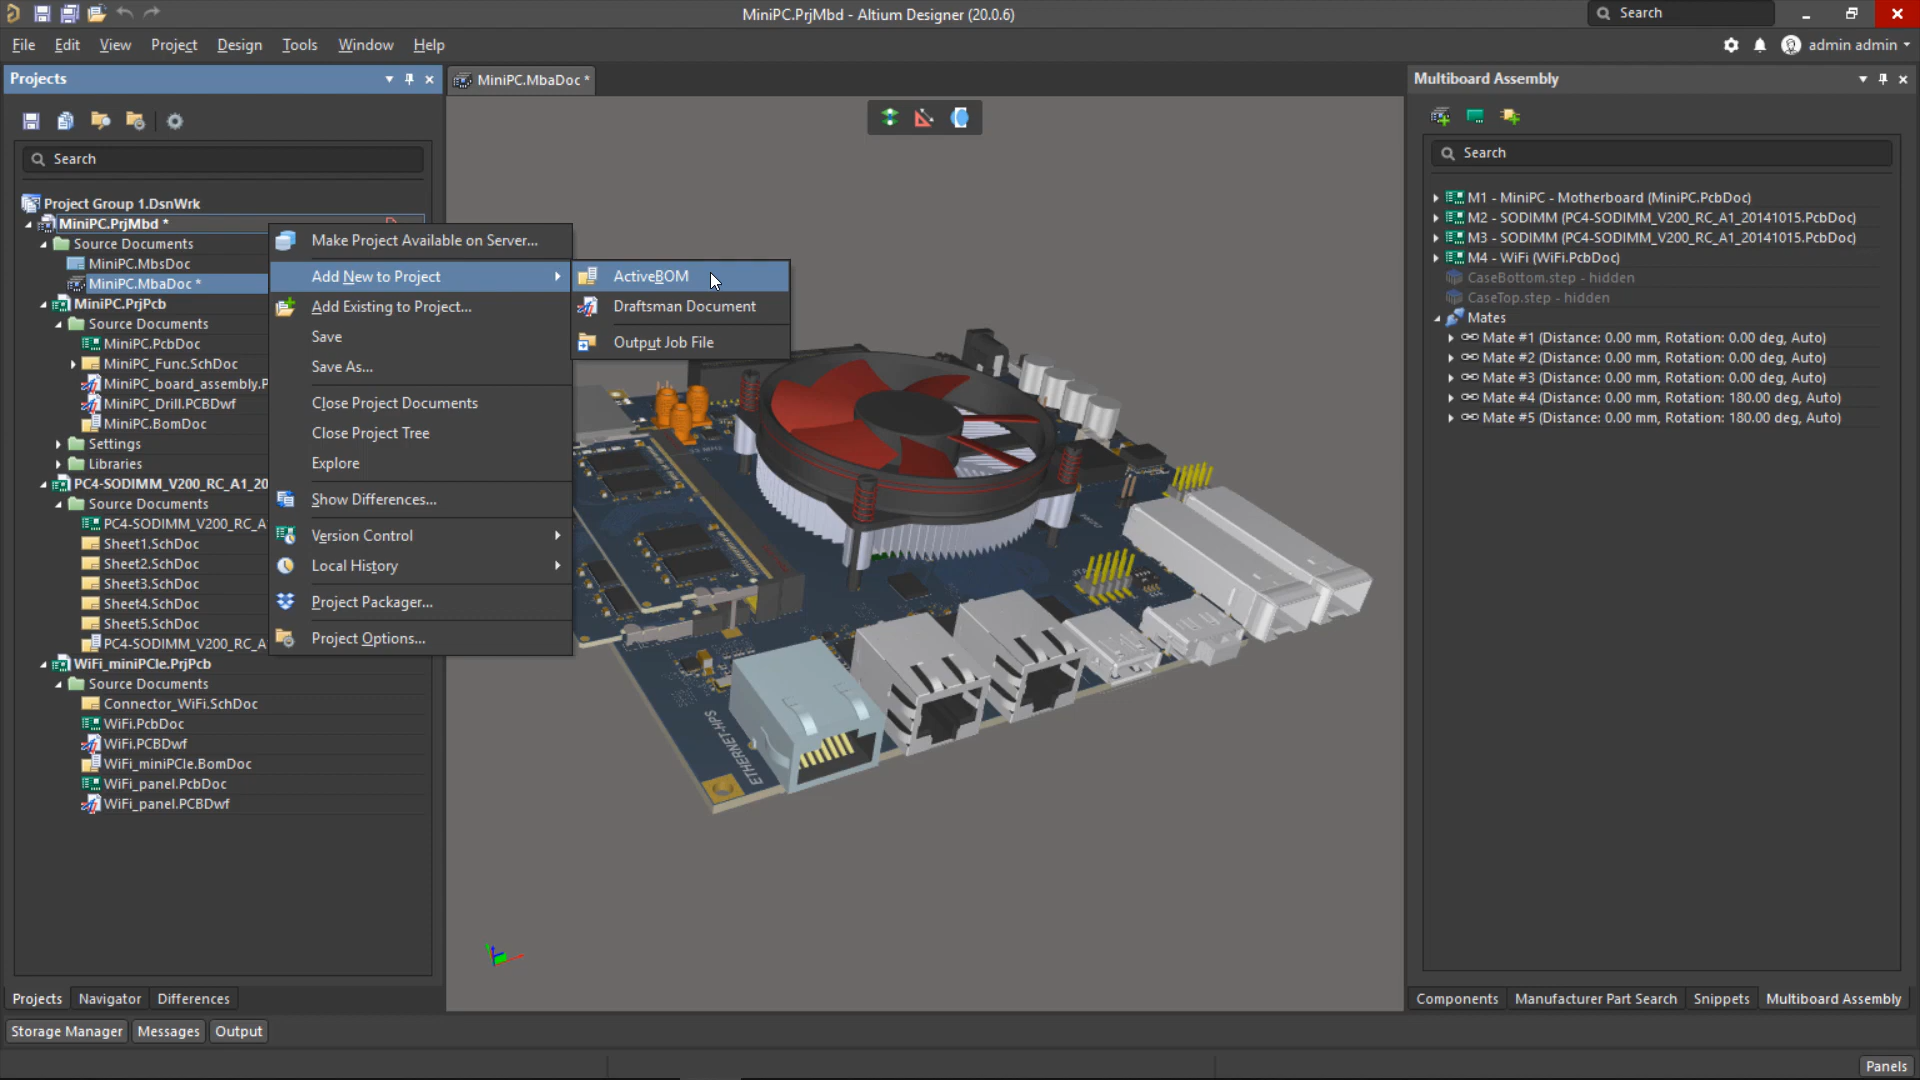 MiniPC.PrjMbd - Altium Designer (20.0.6)
Search
File Edit View Project Design Tools Window Help
admin admin
Projects
Search
Project Group 1.DsnWrk
MiniPC.PrjMbd *
Source Documents
MiniPC.MbsDoc
MiniPC.MbaDoc *
MiniPC.PrjPcb
Source Documents
MiniPC.PcbDoc
MiniPC_Func.SchDoc
MiniPC_board_assembly.P
MiniPC_Drill.PCBDwf
MiniPC.BomDoc
Settings
Libraries
PC4-SODIMM_V200_RC_A1_20
Source Documents
PC4-SODIMM_V200_RC_A
Sheet1.SchDoc
Sheet2.SchDoc
Sheet3.SchDoc
Sheet4.SchDoc
Sheet5.SchDoc
PC4-SODIMM_V200_RC_A
WiFi_miniPCIe.PrjPcb
Source Documents
Connector_WiFi.SchDoc
WiFi.PcbDoc
WiFi.PCBDwf
WiFi_miniPCIe.BomDoc
WiFi_panel.PcbDoc
WiFi_panel.PCBDwf
Projects Navigator Differences
Storage Manager Messages Output
Make Project Available on Server...
Add New to Project
Add Existing to Project...
Save
Save As...
Close Project Documents
Close Project Tree
Explore
Show Differences...
Version Control
Local History
Project Packager...
Project Options...
ActiveBOM
Draftsman Document
Output Job File
MiniPC.MbaDoc *
ETHERNET-HPS
Multiboard Assembly
Search
M1 - MiniPC - Motherboard (MiniPC.PcbDoc)
M2 - SODIMM (PC4-SODIMM_V200_RC_A1_20141015.PcbDoc)
M3 - SODIMM (PC4-SODIMM_V200_RC_A1_20141015.PcbDoc)
M4 - WiFi (WiFi.PcbDoc)
CaseBottom.step - hidden
CaseTop.step - hidden
Mates
Mate #1 (Distance: 0.00 mm, Rotation: 0.00 deg, Auto)
Mate #2 (Distance: 0.00 mm, Rotation: 0.00 deg, Auto)
Mate #3 (Distance: 0.00 mm, Rotation: 0.00 deg, Auto)
Mate #4 (Distance: 0.00 mm, Rotation: 180.00 deg, Auto)
Mate #5 (Distance: 0.00 mm, Rotation: 180.00 deg, Auto)
Components Manufacturer Part Search Snippets Multiboard Assembly
Panels